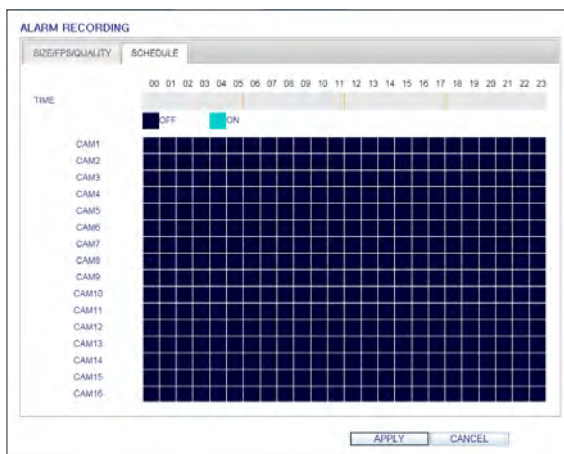 ALARM RECORDING
SIZE/FPS/QUALITY SCHEDULE
00 01 02 03 04 05 06 07 08 09 10 11 12 13 14 15 16 17 18 19 20 21 22 23
TIME
OFF ON
CAM1
CAM2
CAM3
CAM4
CAM5
CAM6
CAM7
CAM8
CAM9
CAM10
CAM11
CAM12
CAM13
CAM14
CAM15
CAM16
APPLY CANCEL